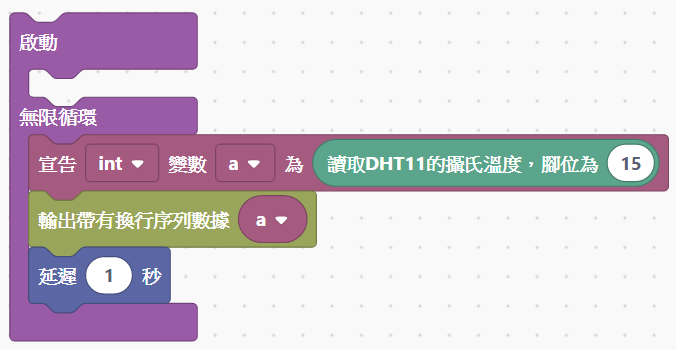 啟動
無限循環
宣告 int 變數 a 為 讀取DHT11的攝氏溫度，腳位為 15
輸出帶有換行序列數據 a
延遲 1 秒